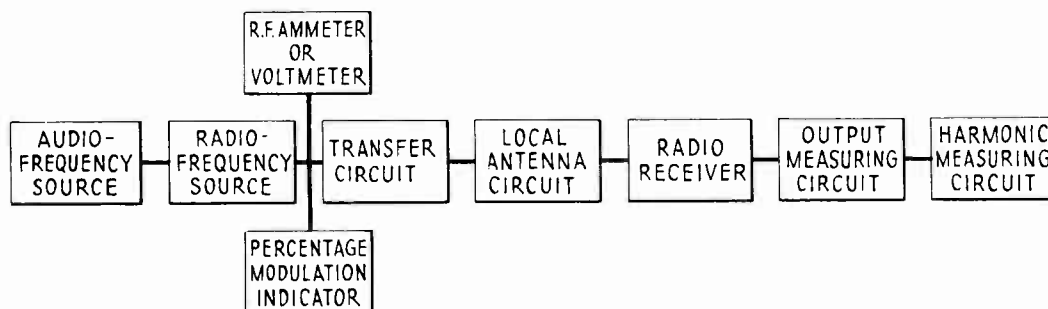 R.F. AMMETER
OR
VOLTMETER
AUDIO-
FREQUENCY
SOURCE
RADIO-
FREQUENCY
SOURCE
TRANSFER
CIRCUIT
LOCAL
ANTENNA
CIRCUIT
RADIO
RECEIVER
OUTPUT
MEASURING
CIRCUIT
HARMONIC
MEASURING
CIRCUIT
PERCENTAGE
MODULATION
INDICATOR